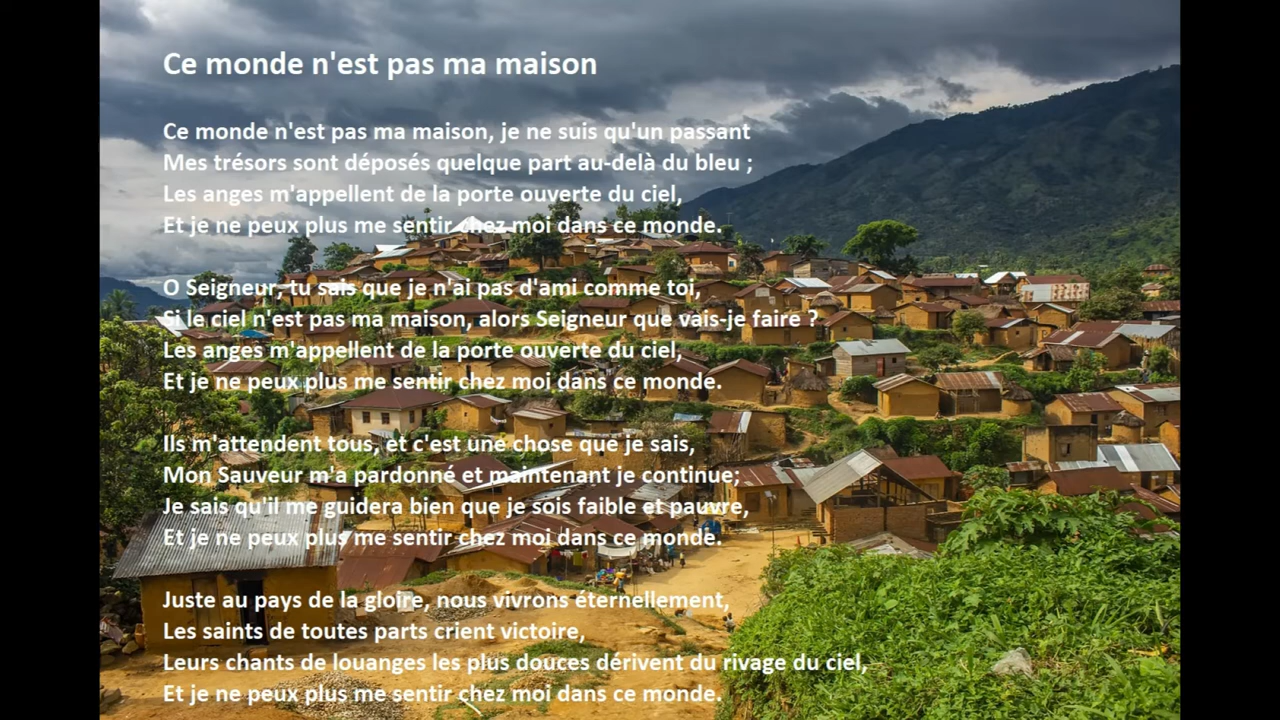 Ce monde n'est pas ma maison
Ce monde n'est pas ma maison, je ne suis qu'un passant
Mes trésors sont déposés quelque part au-delà du bleu ;
Les anges m'appellent de la porte ouverte du ciel,
Et je ne peux plus me sentir chez moi dans ce monde.
O Seigneur, tu sais que je n'ai pas d'ami comme toi,
Si le ciel n'est pas ma maison, alors Seigneur que vais-je faire ?
Les anges m'appellent de la porte ouverte du ciel,
Et je ne peux plus me sentir chez moi dans ce monde.
Ils m'attendent tous, et c'est une chose que je sais,
Mon Sauveur m'a pardonné et maintenant je continue;
Je sais qu'il me guidera bien que je sois faible et pauvre,
Et je ne peux plus me sentir chez moi dans ce monde.
Juste au pays de la gloire, nous vivrons éternellement,
Les saints de toutes parts crient victoire,
Leurs chants de louanges les plus douces dérivent du rivage du ciel,
Et je ne peux plus me sentir chez moi dans ce monde.